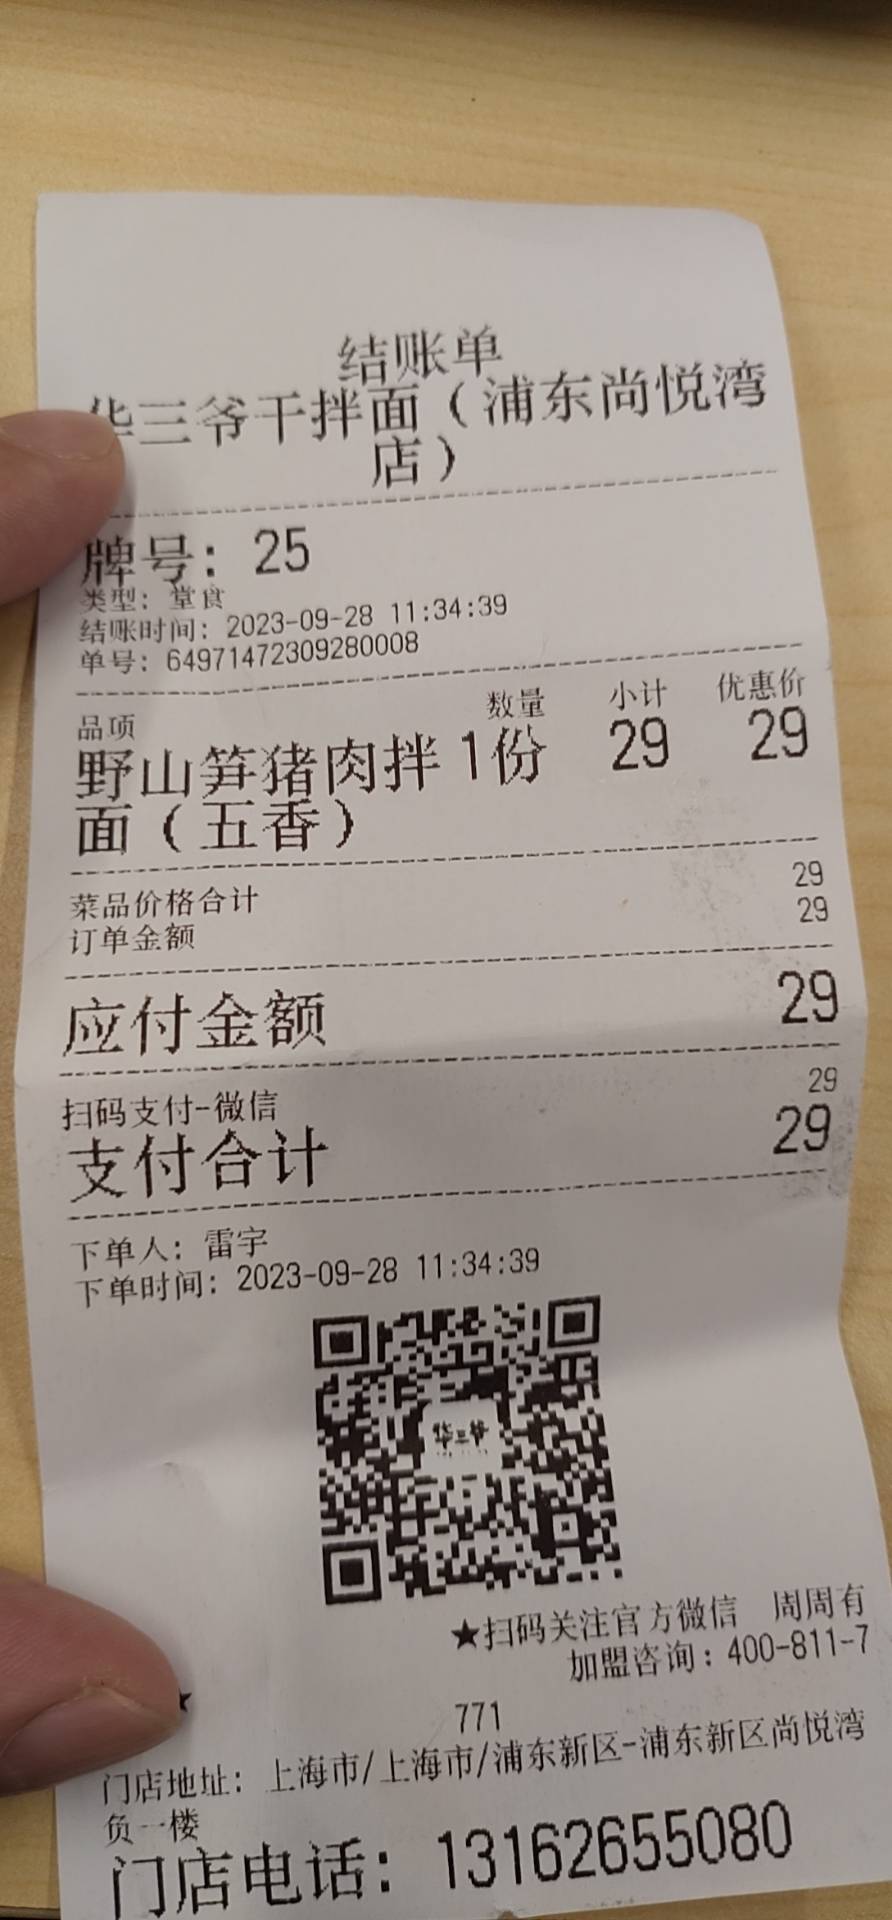 结账单
华三爷干拌面（浦东尚悦湾
店）
牌号：25
类型：堂食
结账时间：2023-09-28 11:34:39
单号：64971472309280008
品项 数量 小计 优惠价
野山笋猪肉拌 1份 29 29
面（五香）
菜品价格合计 29
订单金额 29
应付金额 29
扫码支付-微信 29
支付合计 29
下单人：雷宇
下单时间：2023-09-28 11:34:39
华三爷
★扫码关注官方微信 周周有
加盟咨询：400-811-7
771
门店地址：上海市/上海市/浦东新区-浦东新区尚悦湾
负一楼
门店电话：13162655080